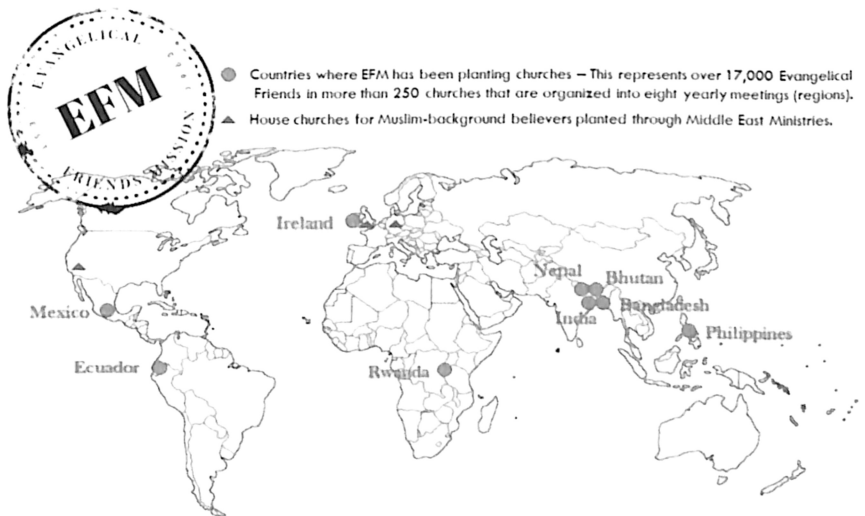 EVANGELICAL
EFM
FRIENDS MISSION
Countries where EFM has been planting churches – This represents over 17,000 Evangelical
Friends in more than 250 churches that are organized into eight yearly meetings (regions).
House churches for Muslim-background believers planted through Middle East Ministries.
Ireland
Nepal
Bhutan
Mexico
Bangladesh
India
Philippines
Ecuador
Rwanda